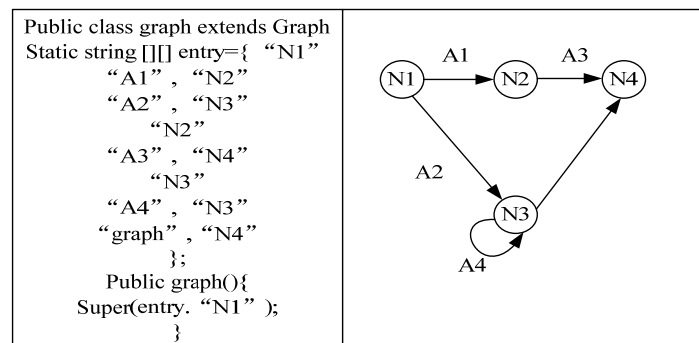 Public class graph extends Graph
Static string [][] entry={ “N1”
“A1” , “N2”
“A2” , “N3”
“N2”
“A3” , “N4”
“N3”
“A4” , “N3”
“graph” , “N4”
};
Public graph(){
Super(entry. “N1” );
}
A1
A3
N1
N2
N4
A2
N3
A4